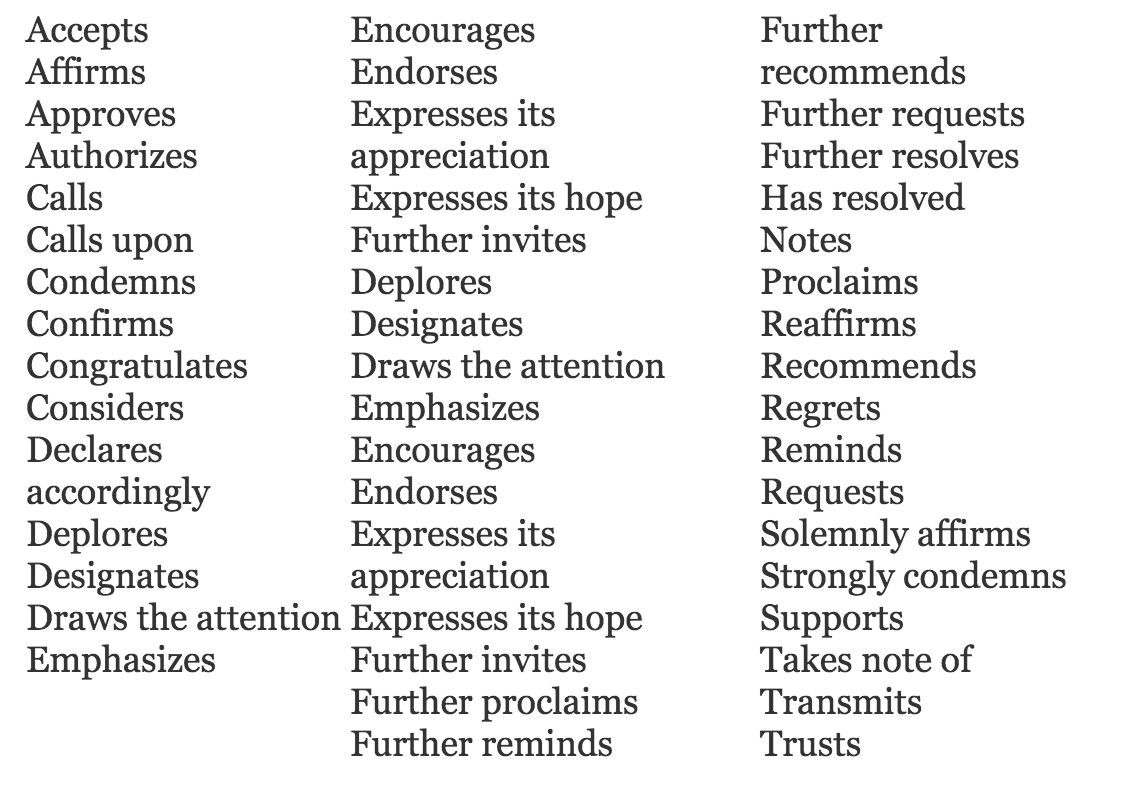 Accepts
Affirms
Approves
Authorizes
Calls
Calls upon
Condemns
Confirms
Congratulates
Considers
Declares
accordingly
Deplores
Designates
Draws the attention
Emphasizes
Encourages
Endorses
Expresses its
appreciation
Expresses its hope
Further invites
Deplores
Designates
Draws the attention
Emphasizes
Encourages
Endorses
Expresses its
appreciation
Expresses its hope
Further invites
Further proclaims
Further reminds
Further
recommends
Further requests
Further resolves
Has resolved
Notes
Proclaims
Reaffirms
Recommends
Regrets
Reminds
Requests
Solemnly affirms
Strongly condemns
Supports
Takes note of
Transmits
Trusts